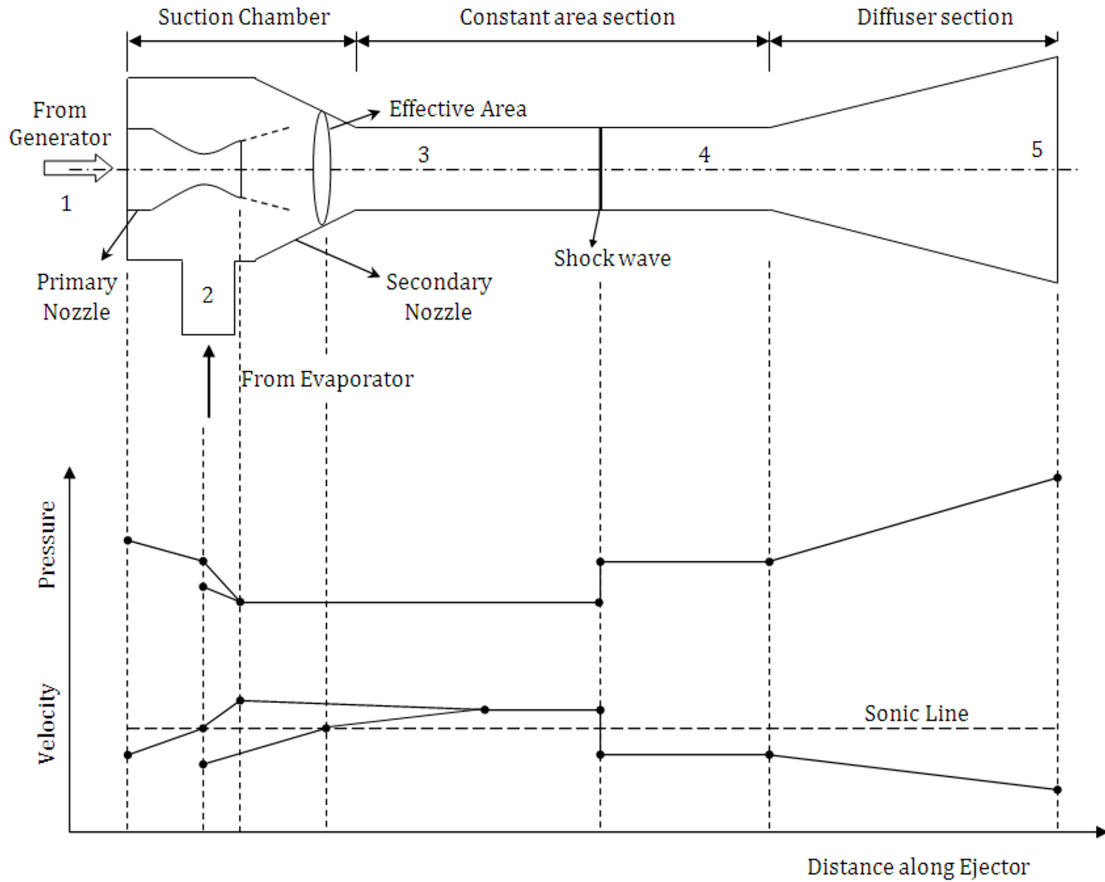 Suction Chamber
Constant area section
Diffuser section
From
Generator
Effective Area
1
2
3
4
5
Primary
Nozzle
Secondary
Nozzle
Shock wave
From Evaporator
Pressure
Velocity
Sonic Line
Distance along Ejector